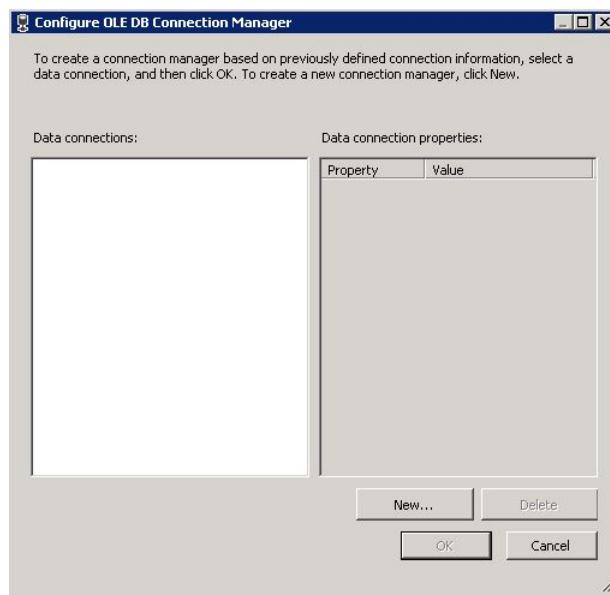 Configure OLE DB Connection Manager
To create a connection manager based on previously defined connection information, select a
data connection, and then click OK. To create a new connection manager, click New.
Data connections:
Data connection properties:
Property Value
New... Delete
OK Cancel